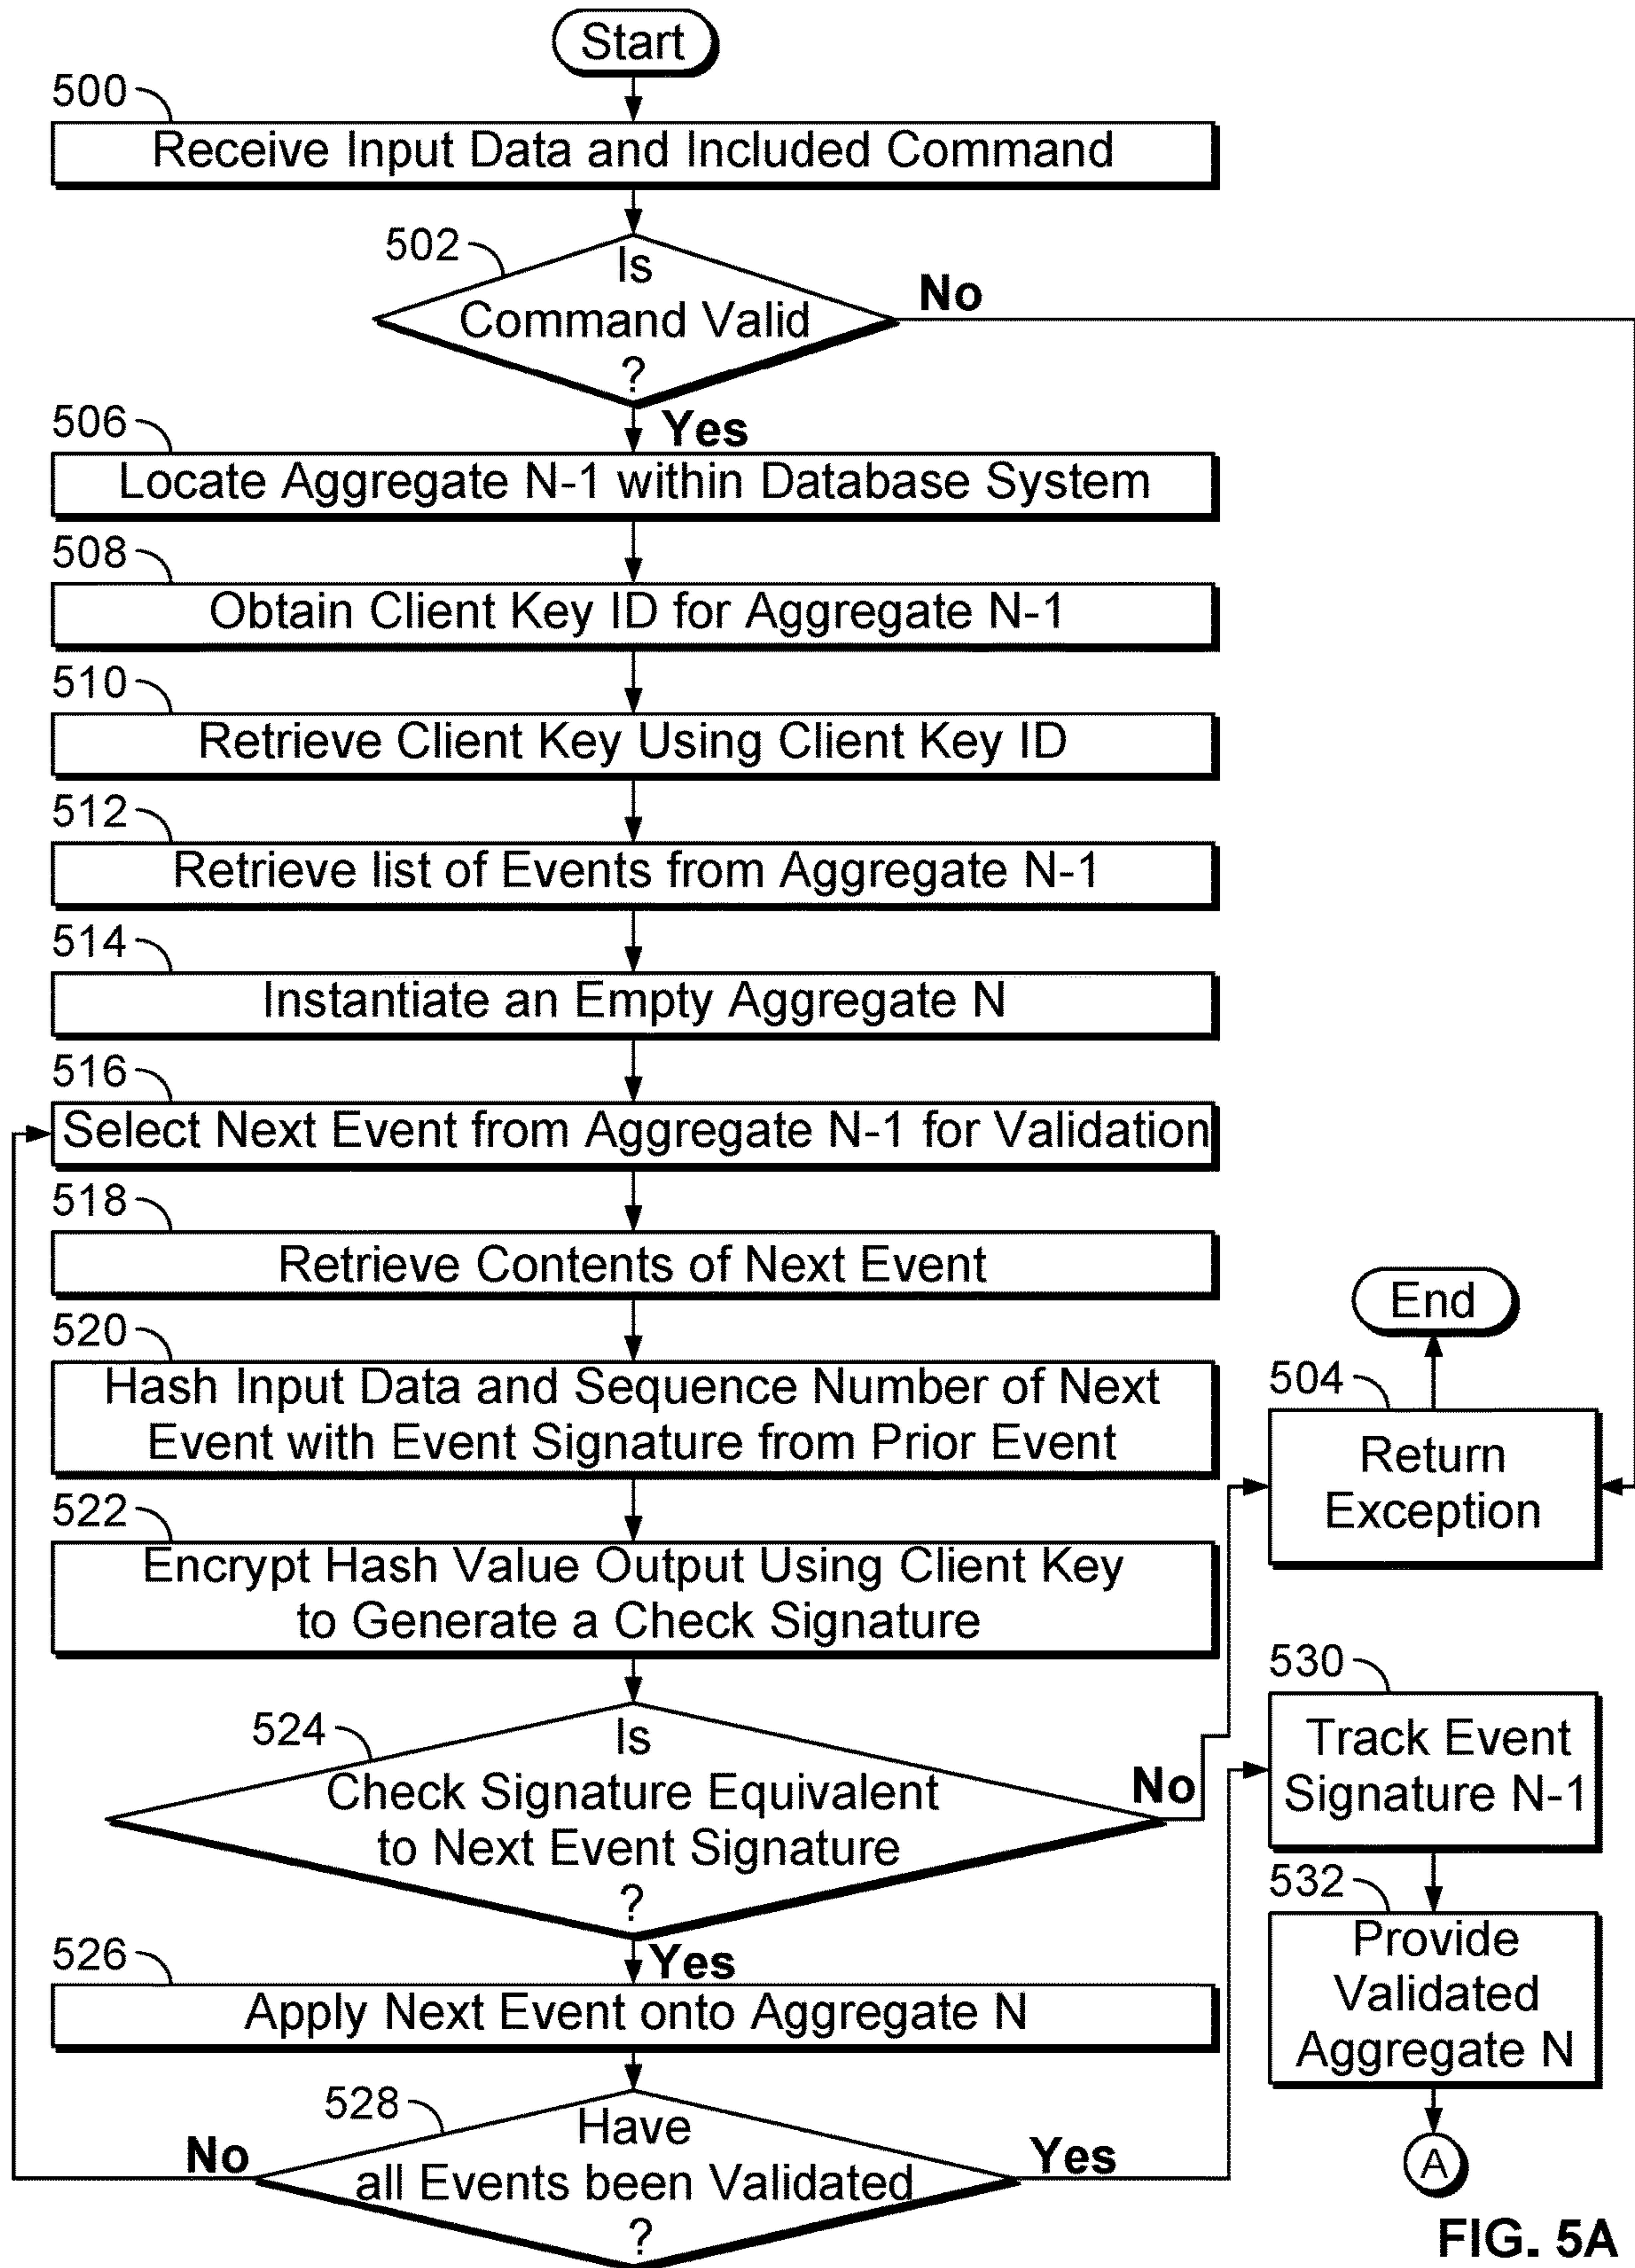 Start
500
Receive Input Data and Included Command
502
Is
Command Valid
?
No
Yes
506
Locate Aggregate N-1 within Database System
508
Obtain Client Key ID for Aggregate N-1
510
Retrieve Client Key Using Client Key ID
512
Retrieve list of Events from Aggregate N-1
514
Instantiate an Empty Aggregate N
516
Select Next Event from Aggregate N-1 for Validation
518
Retrieve Contents of Next Event
520
Hash Input Data and Sequence Number of Next
Event with Event Signature from Prior Event
522
Encrypt Hash Value Output Using Client Key
to Generate a Check Signature
524
Is
Check Signature Equivalent
to Next Event Signature
?
No
Yes
526
Apply Next Event onto Aggregate N
528
Have
all Events been Validated
?
No
Yes
End
504
Return
Exception
530
Track Event
Signature N-1
532
Provide
Validated
Aggregate N
A
FIG. 5A